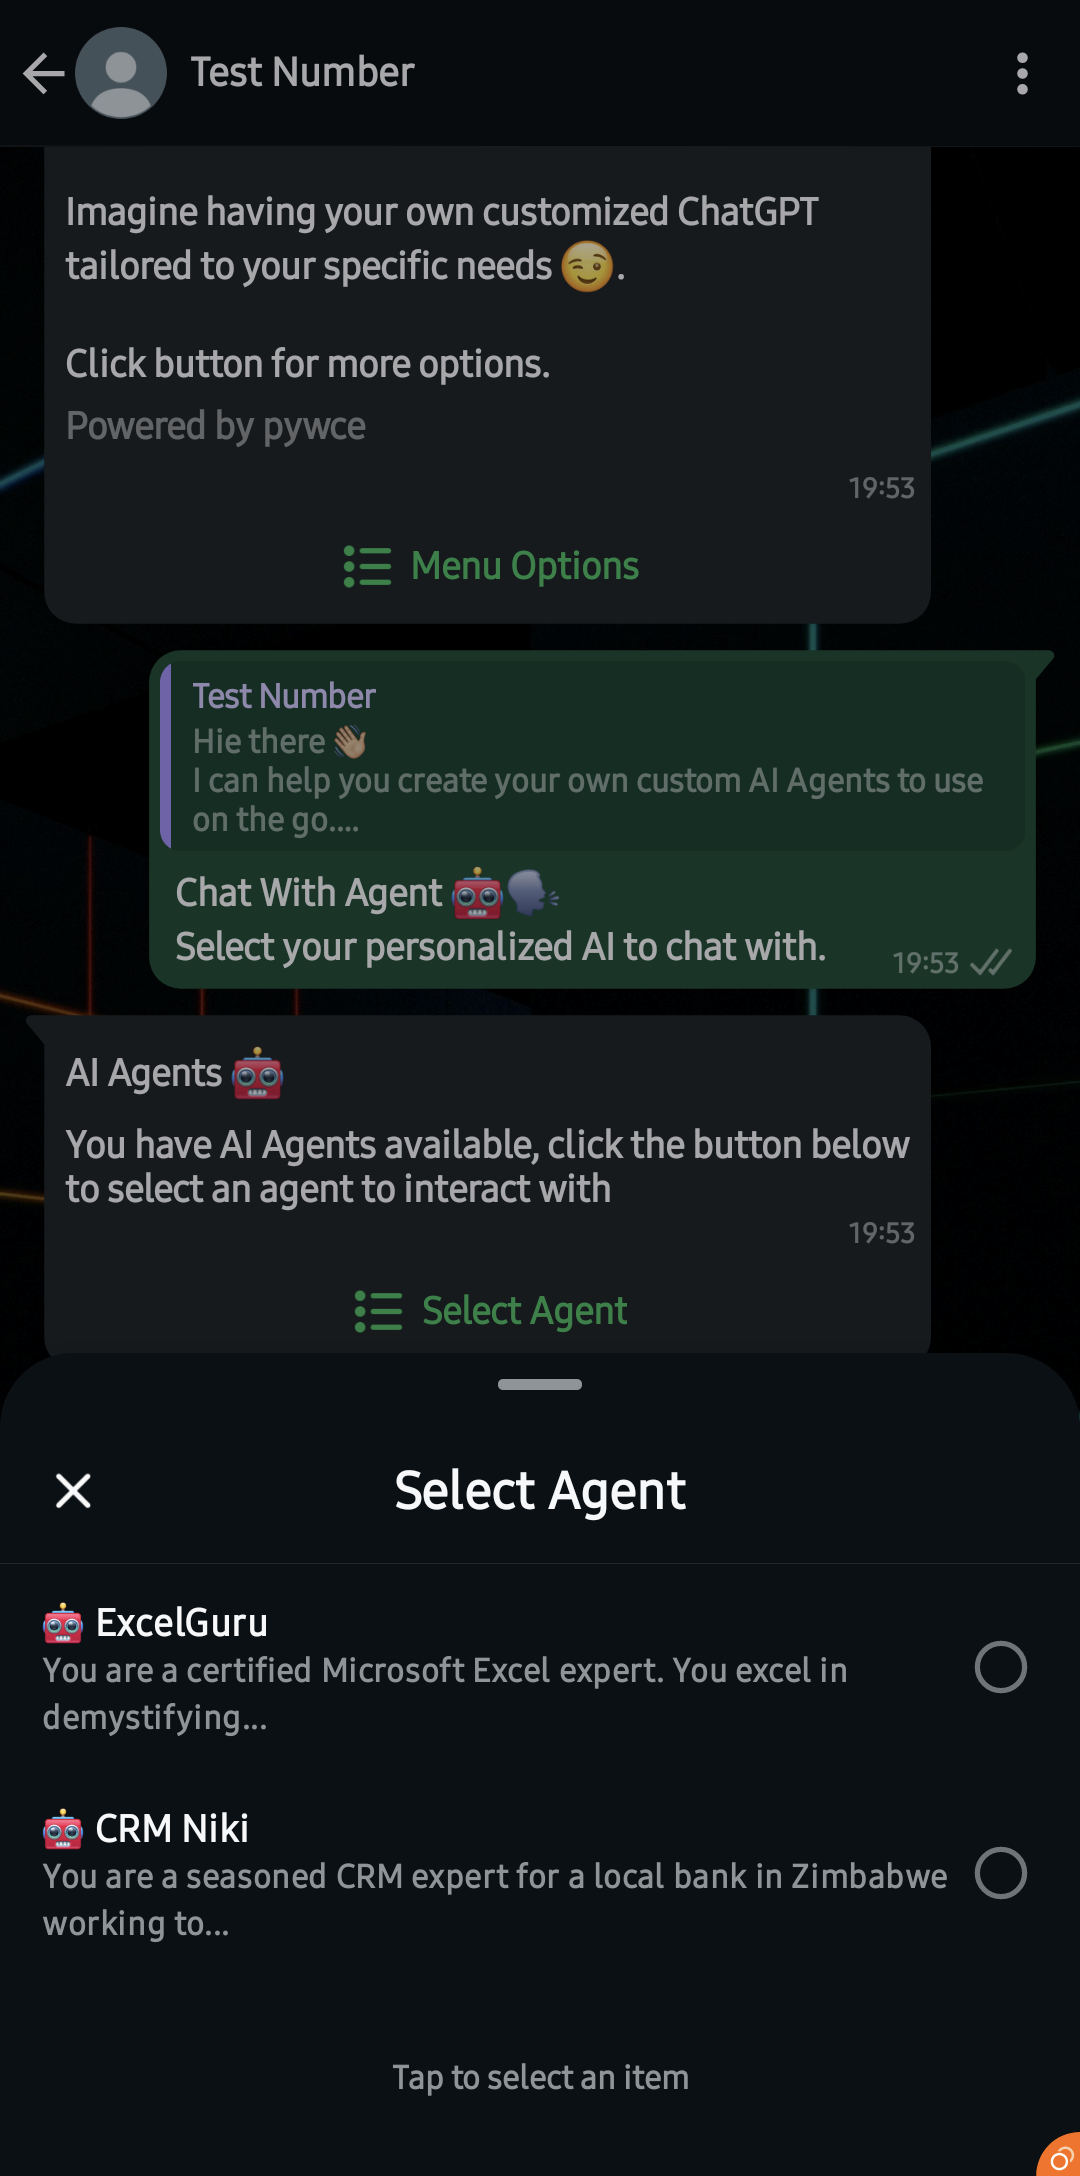 Test Number
Imagine having your own customized ChatGPT
tailored to your specific needs 😉.
Click button for more options.
Powered by pywce
19:53
Menu Options
Test Number
Hie there 👋🏼
I can help you create your own custom AI Agents to use
on the go....
Chat With Agent 🤖🗣️
Select your personalized AI to chat with.
19:53
AI Agents 🤖
You have AI Agents available, click the button below
to select an agent to interact with
19:53
Select Agent
Select Agent
🤖 ExcelGuru
You are a certified Microsoft Excel expert. You excel in
demystifying...
🤖 CRM Niki
You are a seasoned CRM expert for a local bank in Zimbabwe
working to...
Tap to select an item